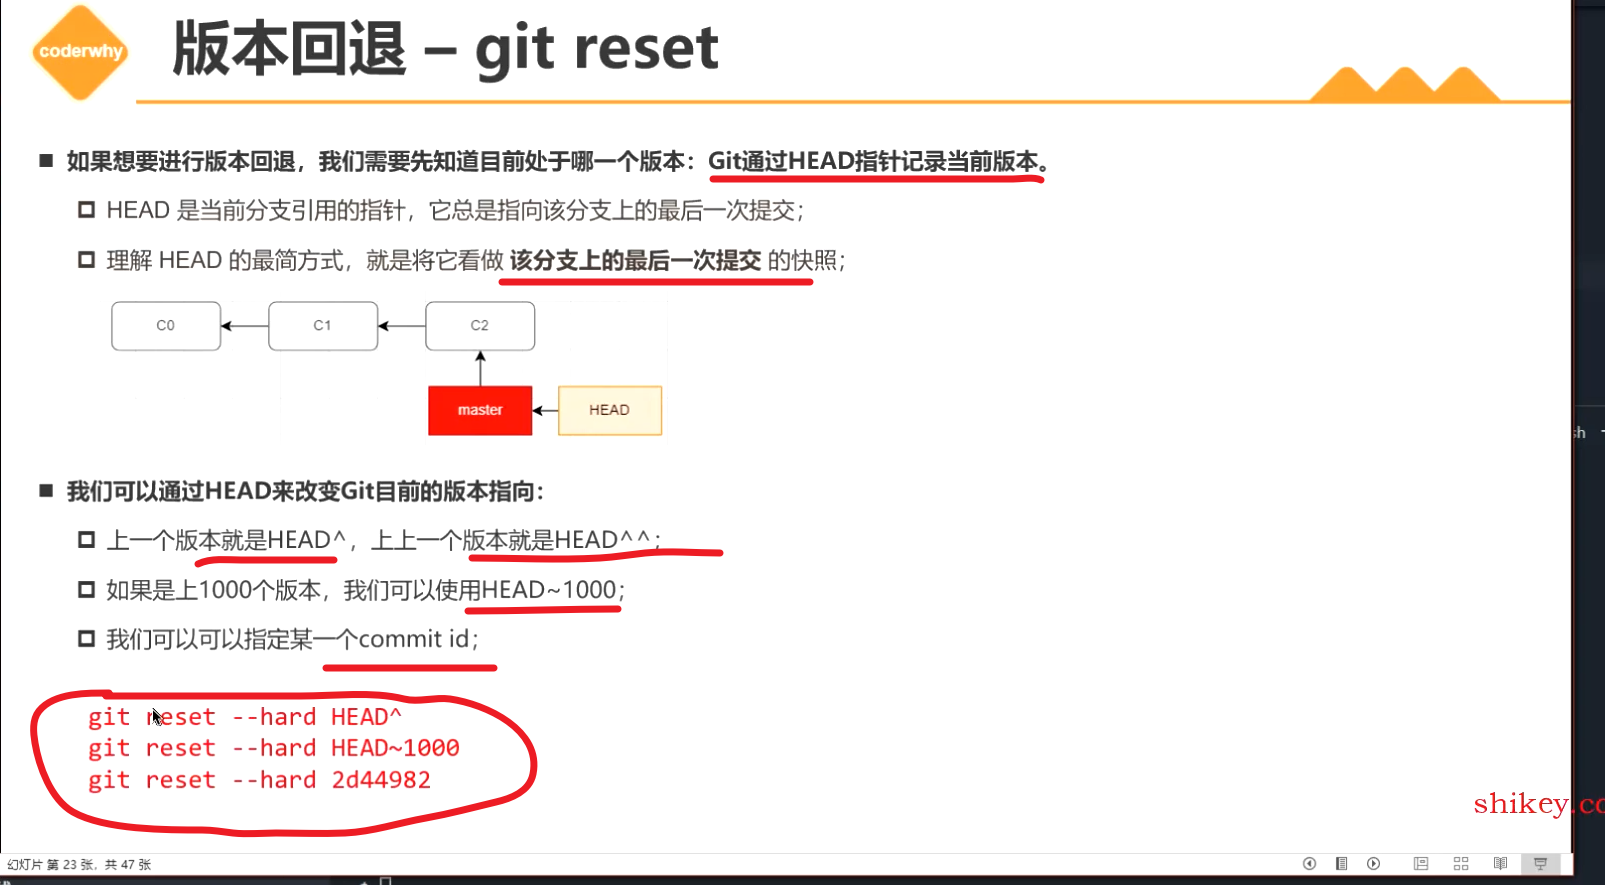 coderwhy
版本回退 – git reset
如果想要进行版本回退，我们需要先知道目前处于哪一个版本：Git通过HEAD指针记录当前版本。
HEAD 是当前分支引用的指针，它总是指向该分支上的最后一次提交；
理解 HEAD 的最简方式，就是将它看做 该分支上的最后一次提交 的快照；
C0 C1 C2
master HEAD
我们可以通过HEAD来改变Git目前的版本指向：
上一个版本就是HEAD^，上上一个版本就是HEAD^^；
如果是上1000个版本，我们可以使用HEAD~1000；
我们可以可以指定某一个commit id；
git reset --hard HEAD^
git reset --hard HEAD~1000
git reset --hard 2d44982
shikey.co
幻灯片 第 23 张，共 47 张
sh